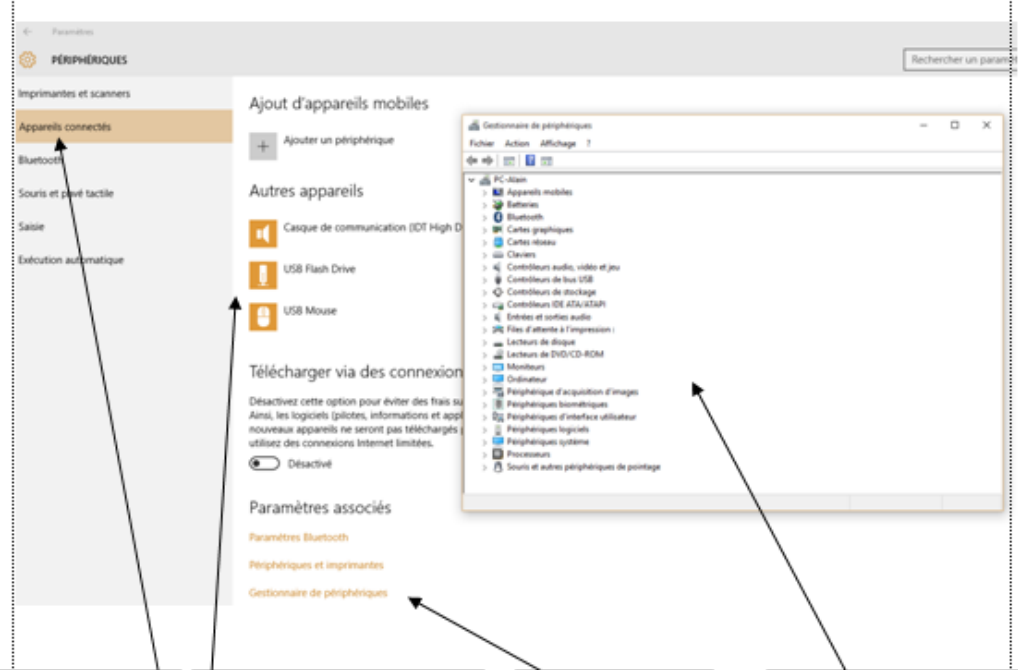 Paramètres
PÉRIPHÉRIQUES
Rechercher un paramèt
Imprimantes et scanners
Appareils connectés
Bluetooth
Souris et pavé tactile
Saisie
Exécution automatique
Ajout d'appareils mobiles
Ajouter un périphérique
Autres appareils
Casque de communication (IDT High D
USB Flash Drive
USB Mouse
Télécharger via des connexion
Désactivez cette option pour éviter des frais su
Ainsi, les logiciels (pilotes, informations et appl
nouveaux appareils ne seront pas téléchargés
utilisez des connexions Internet limitées.
Désactivé
Paramètres associés
Paramètres Bluetooth
Périphériques et imprimantes
Gestionnaire de périphériques
Gestionnaire de périphériques
Fichier Action Affichage ?
PC-Alain
Appareils mobiles
Batteries
Bluetooth
Cartes graphiques
Cartes réseau
Claviers
Contrôleurs audio, vidéo et jeu
Contrôleurs de bus USB
Contrôleurs de stockage
Contrôleurs IDE ATA/ATAPI
Entrées et sorties audio
Files d'attente à l'impression :
Lecteurs de disque
Lecteurs de DVD/CD-ROM
Moniteurs
Ordinateur
Périphérique d'acquisition d'images
Périphériques biométriques
Périphériques d'interface utilisateur
Périphériques logiciels
Périphériques système
Processeurs
Souris et autres périphériques de pointage